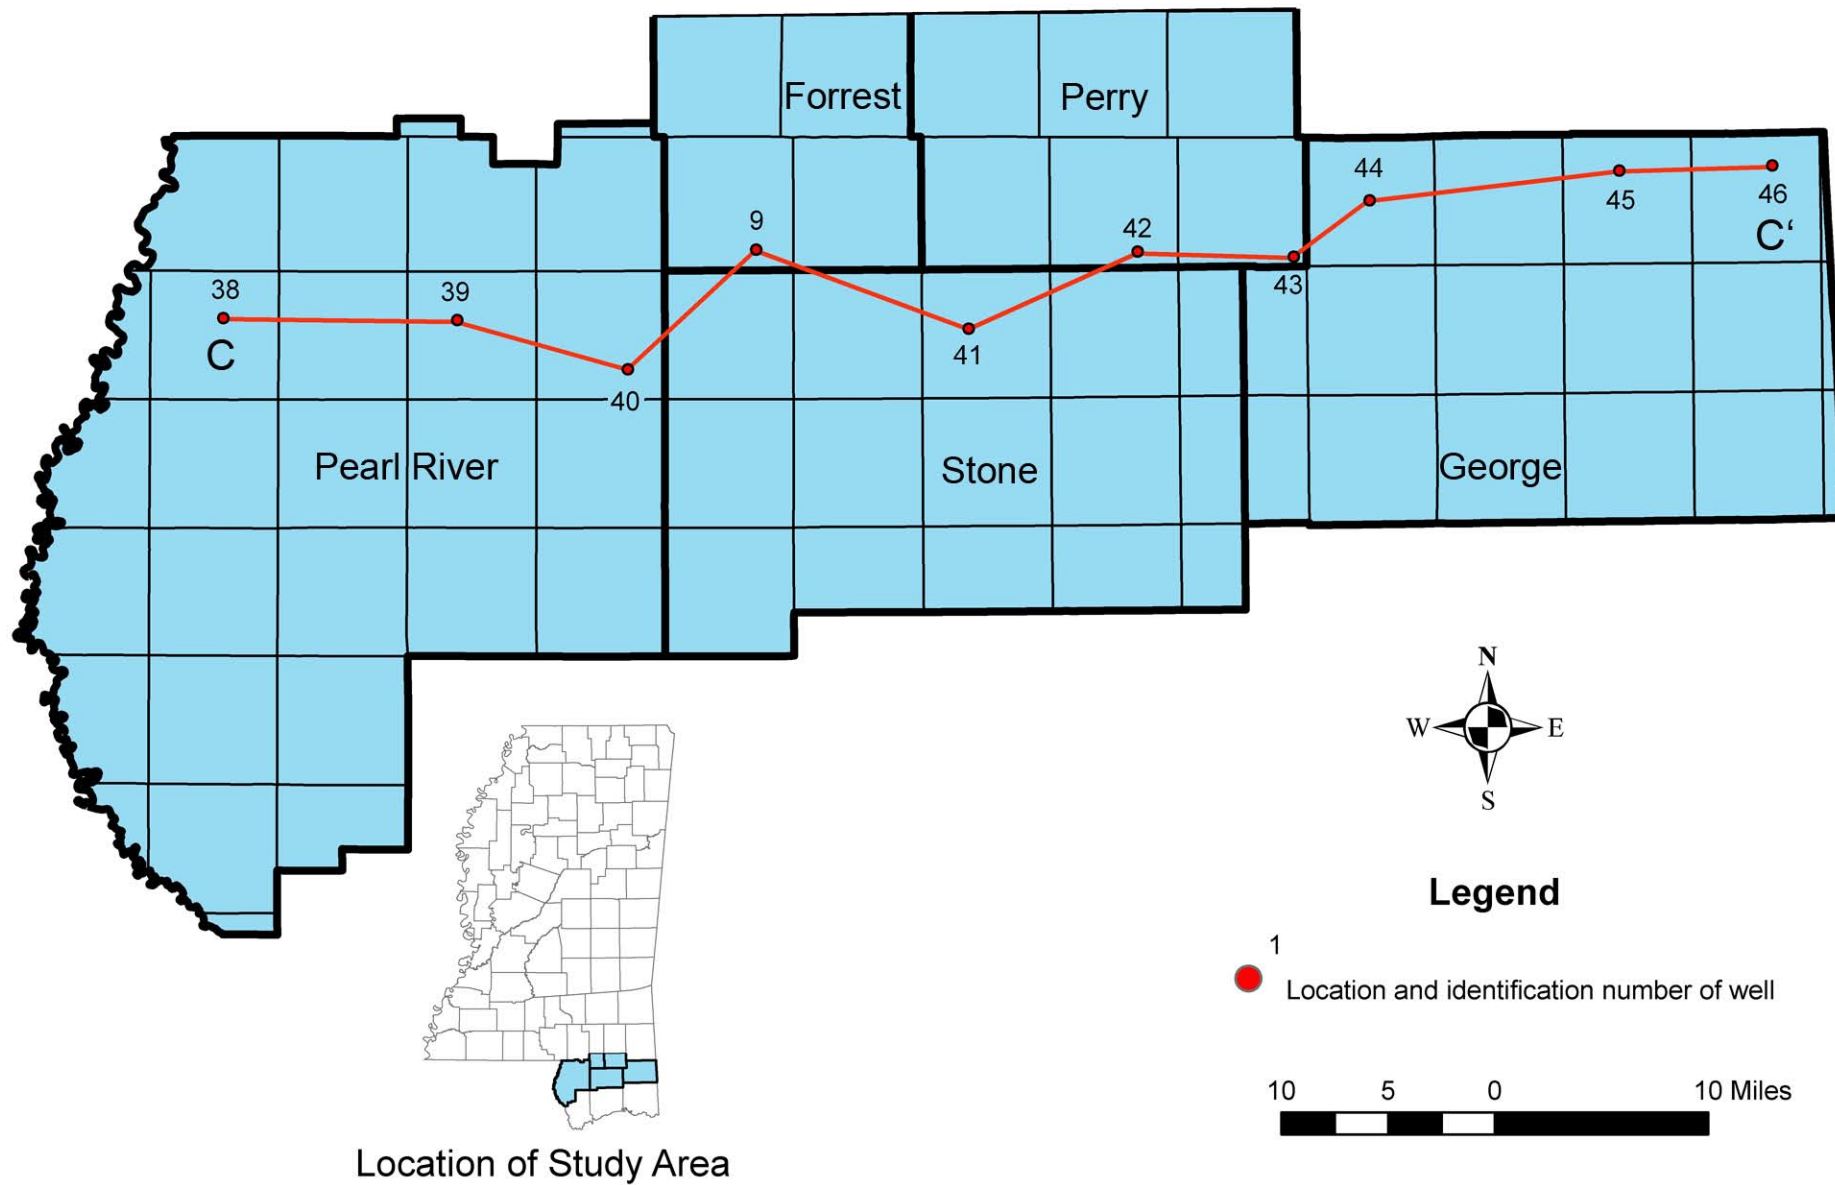 Forrest
Perry
44
9
42
45
46
C‘
38
39
43
C
41
40
Pearl River
Stone
George
N
W
E
S
Legend
1
Location and identification number of well
10 5 0 10 Miles
Location of Study Area